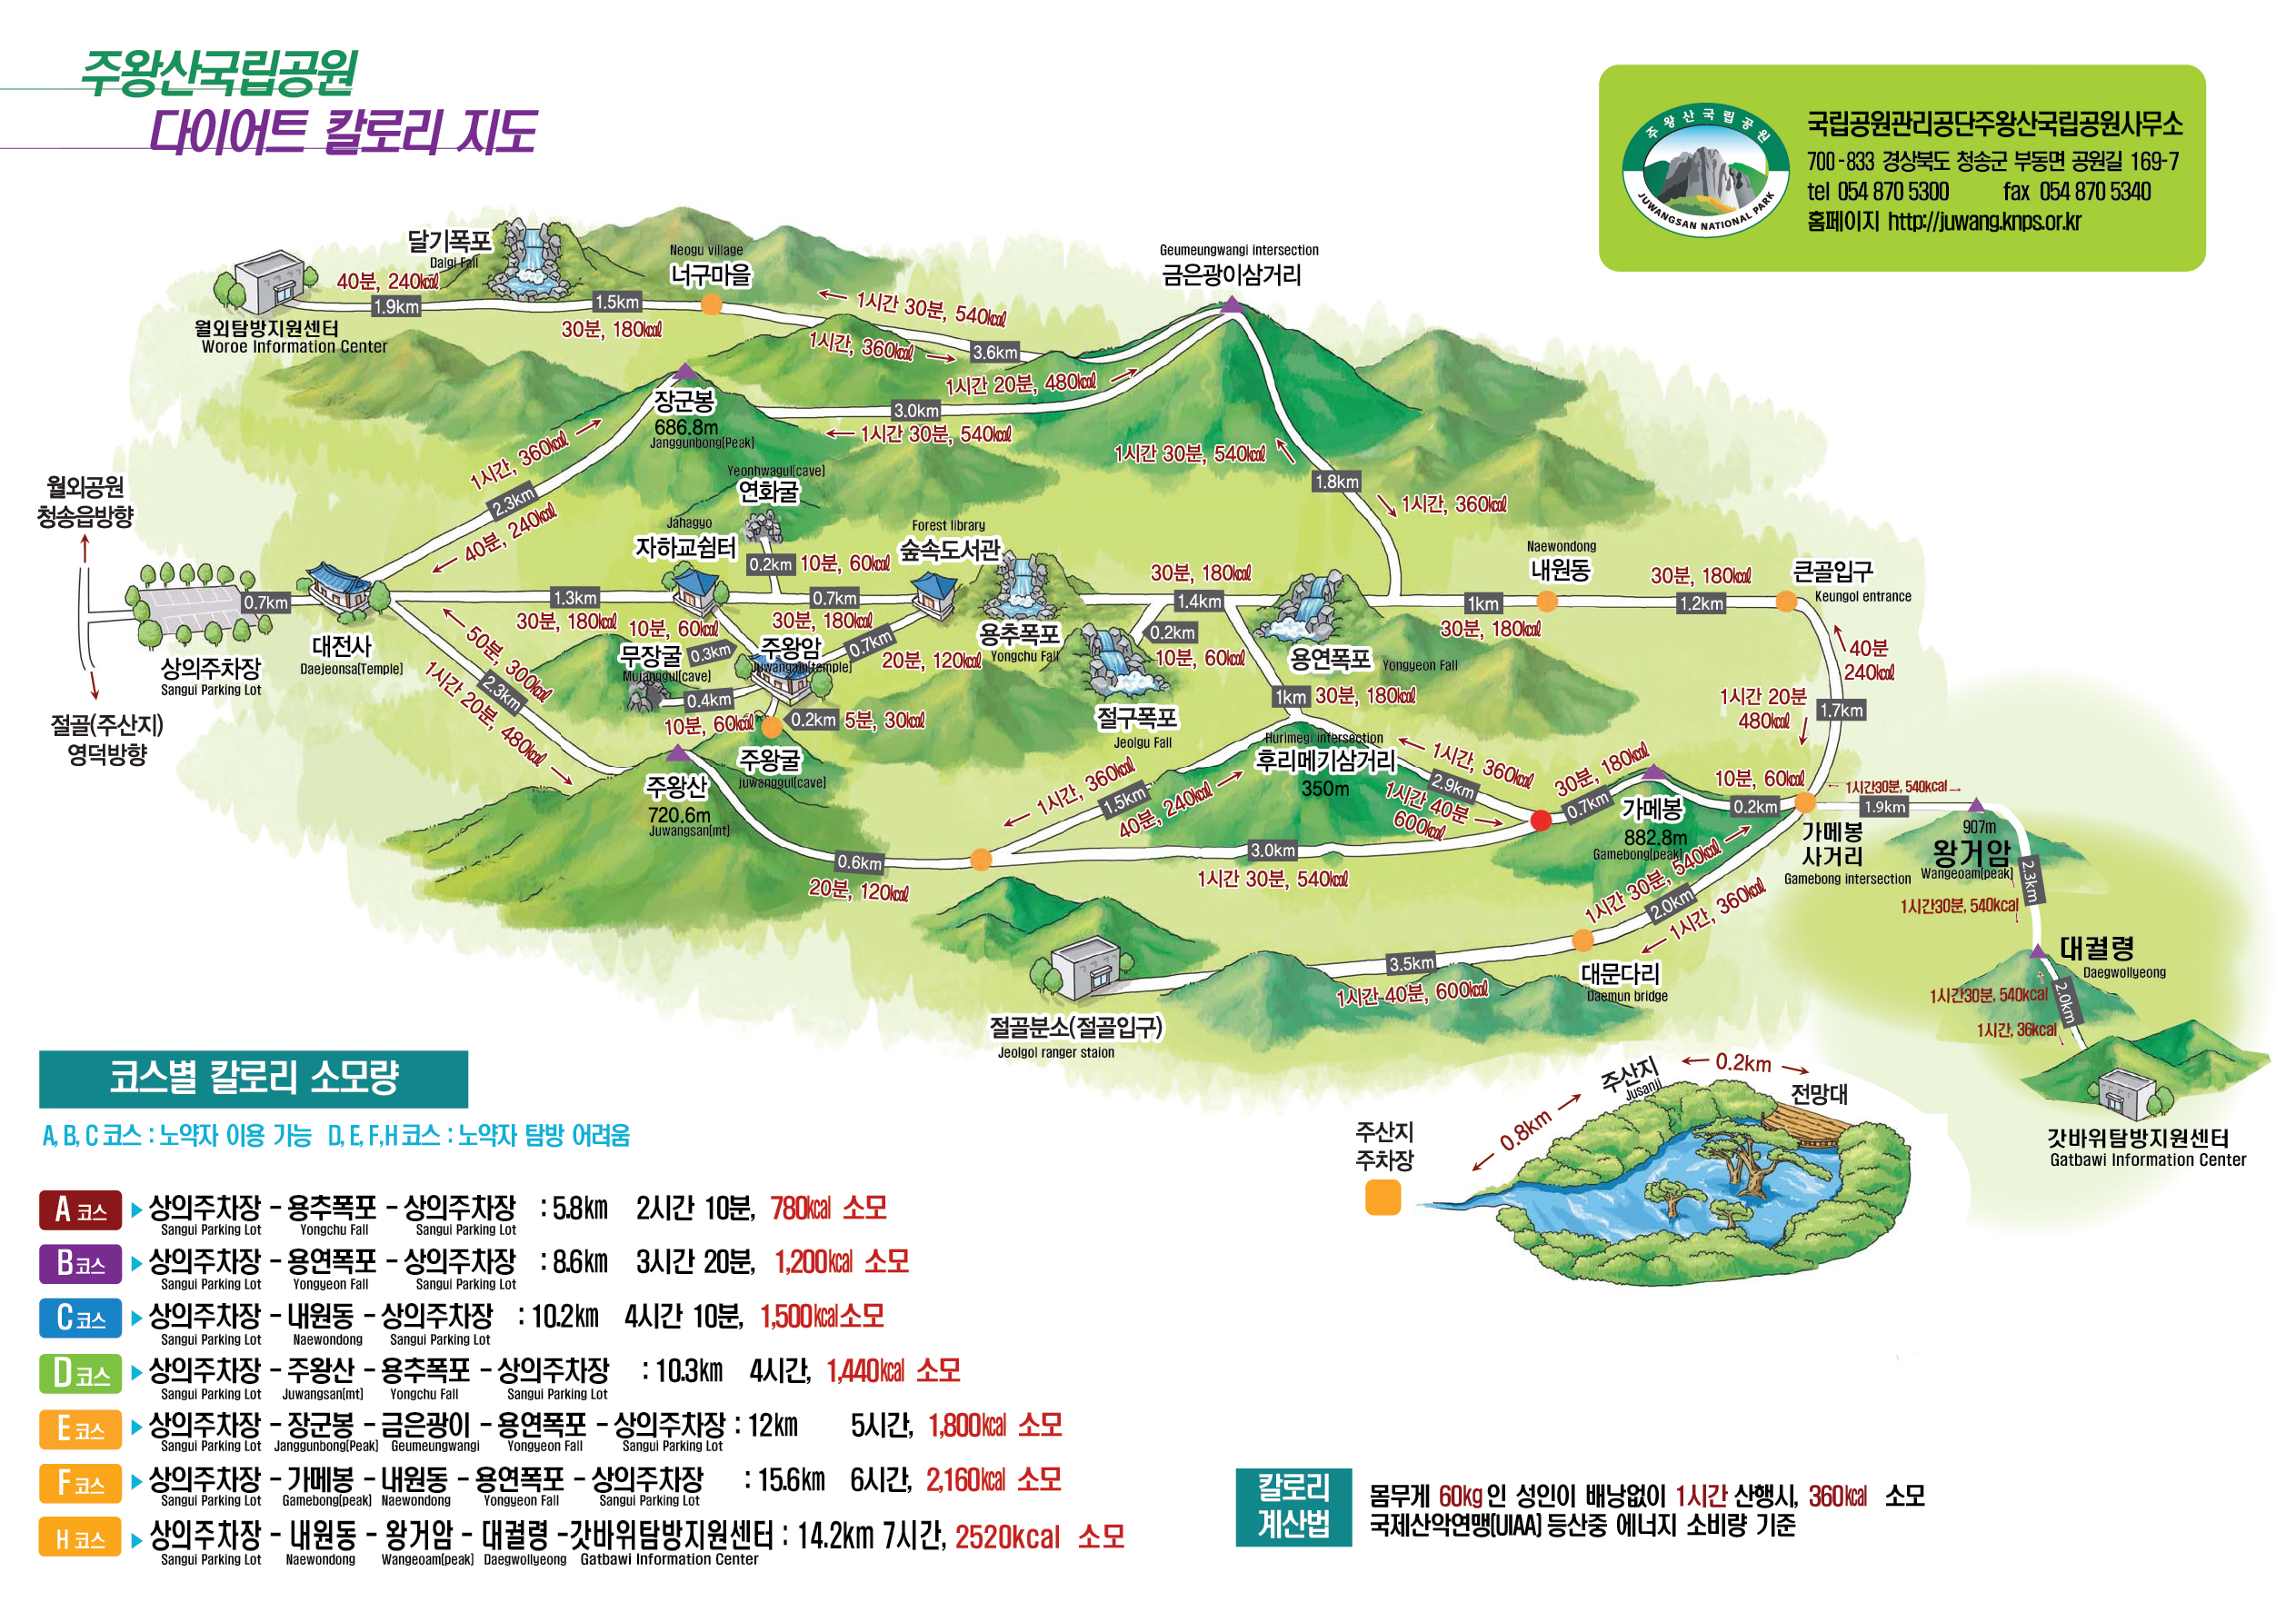 주왕산국립공원
다이어트 칼로리 지도
주왕산국립공원
JUWANGSAN NATIONAL PARK
국립공원관리공단주왕산국립공원사무소
700-833 경상북도 청송군 부동면 공원길 169-7
tel 054 870 5300 fax 054 870 5340
홈페이지 http://juwang.knps.or.kr
달기폭포
Dalgi Fall
Neogu village
너구마을
Geumeungwangi intersection
금은광이삼거리
40분, 240kcal
1.9km
1.5km
30분, 180kcal
월외탐방지원센터
Woroe Information Center
← 1시간 30분, 540kcal
1시간, 360kcal →
3.6km
1시간 20분, 480kcal →
3.0km
← 1시간 30분, 540kcal
장군봉
686.8m
Janggunbong(Peak)
1시간, 360kcal →
2.3km
← 40분, 240kcal
1시간 30분, 540kcal
1.8km
1시간, 360kcal
월외공원
청송읍방향
Yeonhwagul(cave)
연화굴
Jahagyo
자하교쉼터
Forest library
숲속도서관
0.2km 10분, 60kcal
0.7km
대전사
Daejeonsa(Temple)
상의주차장
Sangui Parking Lot
절골(주산지)
영덕방향
1.3km
30분, 180kcal
0.7km
30분, 180kcal
10분, 60kcal
무장굴
Mujanggul(cave)
0.3km
주왕암
Juwangam(temple)
0.7km
20분, 120kcal
0.4km
10분, 60kcal
0.2km 5분, 30kcal
주왕굴
juwanggul(cave)
용추폭포
Yongchu Fall
30분, 180kcal
1.4km
0.2km
10분, 60kcal
절구폭포
Jeolgu Fall
용연폭포
Yongyeon Fall
1km 30분, 180kcal
Naewondong
내원동
1km
30분, 180kcal
30분, 180kcal
1.2km
큰골입구
Keungol entrance
40분
240kcal
1시간 20분
480kcal
1.7km
50분, 300kcal
2.3km
1시간 20분, 480kcal
주왕산
720.6m
Juwangsan(mt)
0.6km
20분, 120kcal
Hurimegi intersection
후리메기삼거리
350m
1시간, 360kcal
1.5km
40분, 240kcal
1시간, 360kcal
2.9km
1시간 40분
600kcal
3.0km
1시간 30분, 540kcal
30분, 180kcal
0.7km
가메봉
882.8m
Gamebong(peak)
10분, 60kcal
0.2km
가메봉
사거리
Gamebong intersection
← 1시간30분, 540kcal →
1.9km
907m
왕거암
Wangeoam(peak)
2.3km
1시간30분, 540kcal
대궐령
Daegwollyeong
1시간30분, 540kcal
2.0km
1시간, 36kcal
갓바위탐방지원센터
Gatbawi Information Center
1시간 30분, 540kcal
2.0km
1시간, 360kcal
대문다리
Daemun bridge
3.5km
1시간 40분, 600kcal
절골분소(절골입구)
Jeolgol ranger staion
주산지
Jusanji
← 0.2km →
전망대
0.8km
주산지
주차장
코스별 칼로리 소모량
A, B, C 코스 : 노약자 이용 가능 D, E, F,H 코스 : 노약자 탐방 어려움
A 코스 상의주차장 – 용추폭포 – 상의주차장 : 5.8km 2시간 10분, 780kcal 소모
Sangui Parking Lot Yongchu Fall Sangui Parking Lot
B코스 상의주차장 – 용연폭포 – 상의주차장 : 8.6km 3시간 20분, 1,200kcal 소모
Sangui Parking Lot Yongyeon Fall Sangui Parking Lot
C코스 상의주차장 – 내원동 – 상의주차장 : 10.2km 4시간 10분, 1,500kcal소모
Sangui Parking Lot Naewondong Sangui Parking Lot
D코스 상의주차장 – 주왕산 – 용추폭포 – 상의주차장 : 10.3km 4시간, 1,440kcal 소모
Sangui Parking Lot Juwangsan(mt) Yongchu Fall Sangui Parking Lot
E 코스 상의주차장 – 장군봉 – 금은광이 – 용연폭포 – 상의주차장 : 12km 5시간, 1,800kcal 소모
Sangui Parking Lot Janggunbong(Peak) Geumeungwangi Yongyeon Fall Sangui Parking Lot
F 코스 상의주차장 – 가메봉 – 내원동 – 용연폭포 – 상의주차장 : 15.6km 6시간, 2,160kcal 소모
Sangui Parking Lot Gamebong(peak) Naewondong Yongyeon Fall Sangui Parking Lot
H 코스 상의주차장 – 내원동 – 왕거암 – 대궐령 –갓바위탐방지원센터 : 14.2km 7시간, 2520kcal 소모
Sangui Parking Lot Naewondong Wangeoam(peak) Daegwollyeong Gatbawi Information Center
칼로리
계산법
몸무게 60kg 인 성인이 배낭없이 1시간 산행시, 360kcal 소모
국제산악연맹(UIAA) 등산중 에너지 소비량 기준